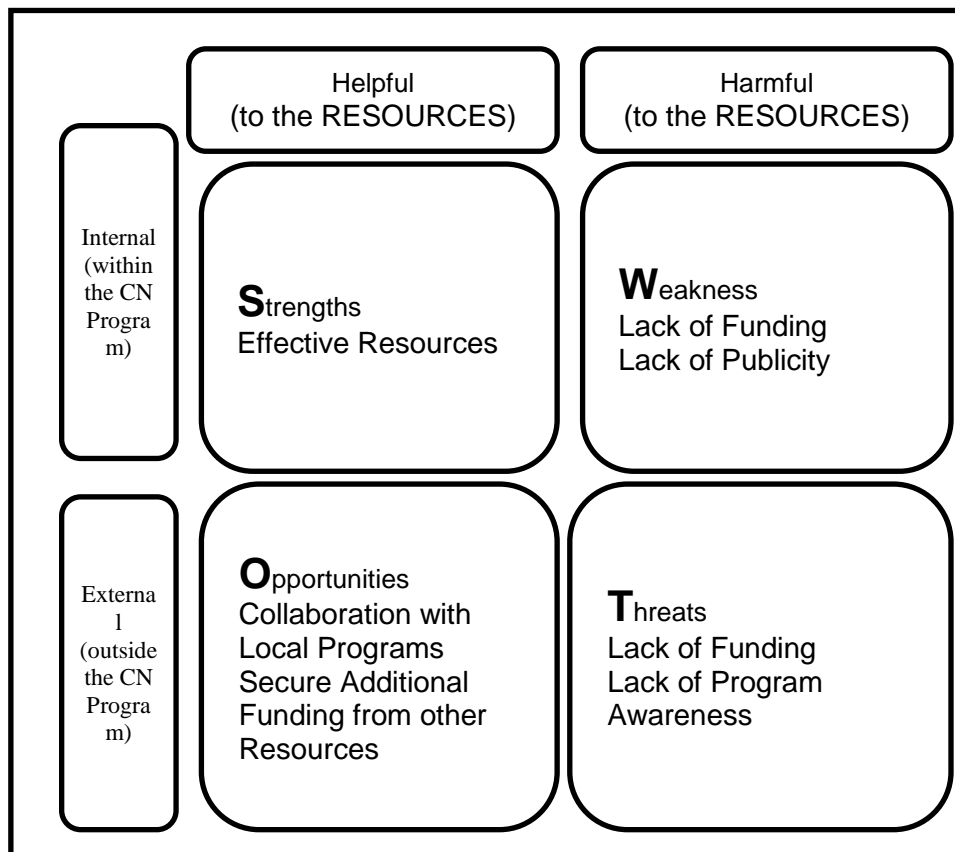 Helpful
(to the RESOURCES)
Harmful
(to the RESOURCES)
Internal
(within
the CN
Progra
m)
Strengths
Effective Resources
Weakness
Lack of Funding
Lack of Publicity
Externa
l
(outside
the CN
Progra
m)
Opportunities
Collaboration with
Local Programs
Secure Additional
Funding from other
Resources
Threats
Lack of Funding
Lack of Program
Awareness